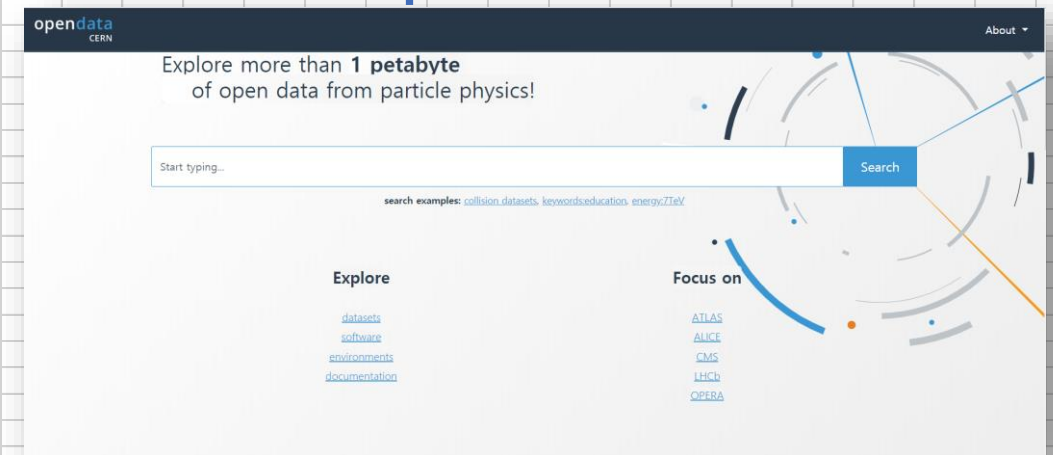 opendata
CERN
About
Explore more than 1 petabyte
of open data from particle physics!
Start typing...
Search
search examples: collision datasets, keywords:education, energy:7TeV
Explore
datasets
software
environments
documentation
Focus on
ATLAS
ALICE
CMS
LHCb
OPERA